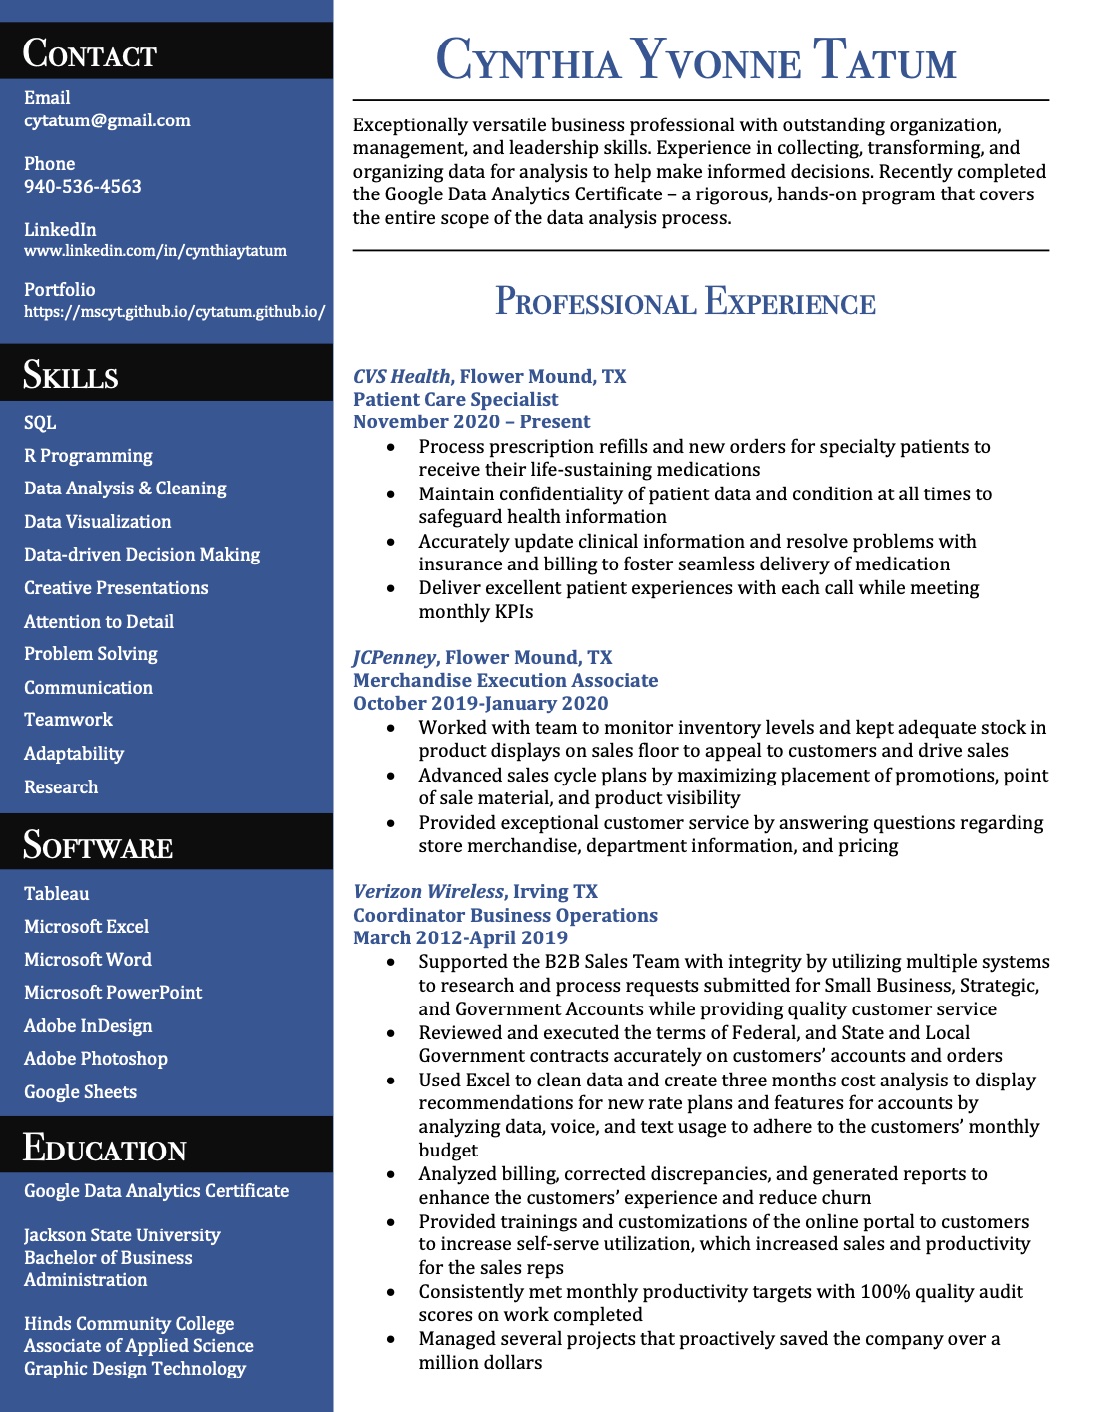 CONTACT
Email
cytatum@gmail.com
Phone
940-536-4563
LinkedIn
www.linkedin.com/in/cynthiaytatum
Portfolio
https://mscyt.github.io/cytatum.github.io/
SKILLS
SQL
R Programming
Data Analysis & Cleaning
Data Visualization
Data-driven Decision Making
Creative Presentations
Attention to Detail
Problem Solving
Communication
Teamwork
Adaptability
Research
SOFTWARE
Tableau
Microsoft Excel
Microsoft Word
Microsoft PowerPoint
Adobe InDesign
Adobe Photoshop
Google Sheets
EDUCATION
Google Data Analytics Certificate
Jackson State University
Bachelor of Business
Administration
Hinds Community College
Associate of Applied Science
Graphic Design Technology
CYNTHIA YVONNE TATUM
Exceptionally versatile business professional with outstanding organization,
management, and leadership skills. Experience in collecting, transforming, and
organizing data for analysis to help make informed decisions. Recently completed
the Google Data Analytics Certificate – a rigorous, hands-on program that covers
the entire scope of the data analysis process.
PROFESSIONAL EXPERIENCE
CVS Health, Flower Mound, TX
Patient Care Specialist
November 2020 – Present
• Process prescription refills and new orders for specialty patients to
receive their life-sustaining medications
• Maintain confidentiality of patient data and condition at all times to
safeguard health information
• Accurately update clinical information and resolve problems with
insurance and billing to foster seamless delivery of medication
• Deliver excellent patient experiences with each call while meeting
monthly KPIs
JCPenney, Flower Mound, TX
Merchandise Execution Associate
October 2019-January 2020
• Worked with team to monitor inventory levels and kept adequate stock in
product displays on sales floor to appeal to customers and drive sales
• Advanced sales cycle plans by maximizing placement of promotions, point
of sale material, and product visibility
• Provided exceptional customer service by answering questions regarding
store merchandise, department information, and pricing
Verizon Wireless, Irving TX
Coordinator Business Operations
March 2012-April 2019
• Supported the B2B Sales Team with integrity by utilizing multiple systems
to research and process requests submitted for Small Business, Strategic,
and Government Accounts while providing quality customer service
• Reviewed and executed the terms of Federal, and State and Local
Government contracts accurately on customers’ accounts and orders
• Used Excel to clean data and create three months cost analysis to display
recommendations for new rate plans and features for accounts by
analyzing data, voice, and text usage to adhere to the customers’ monthly
budget
• Analyzed billing, corrected discrepancies, and generated reports to
enhance the customers’ experience and reduce churn
• Provided trainings and customizations of the online portal to customers
to increase self-serve utilization, which increased sales and productivity
for the sales reps
• Consistently met monthly productivity targets with 100% quality audit
scores on work completed
• Managed several projects that proactively saved the company over a
million dollars